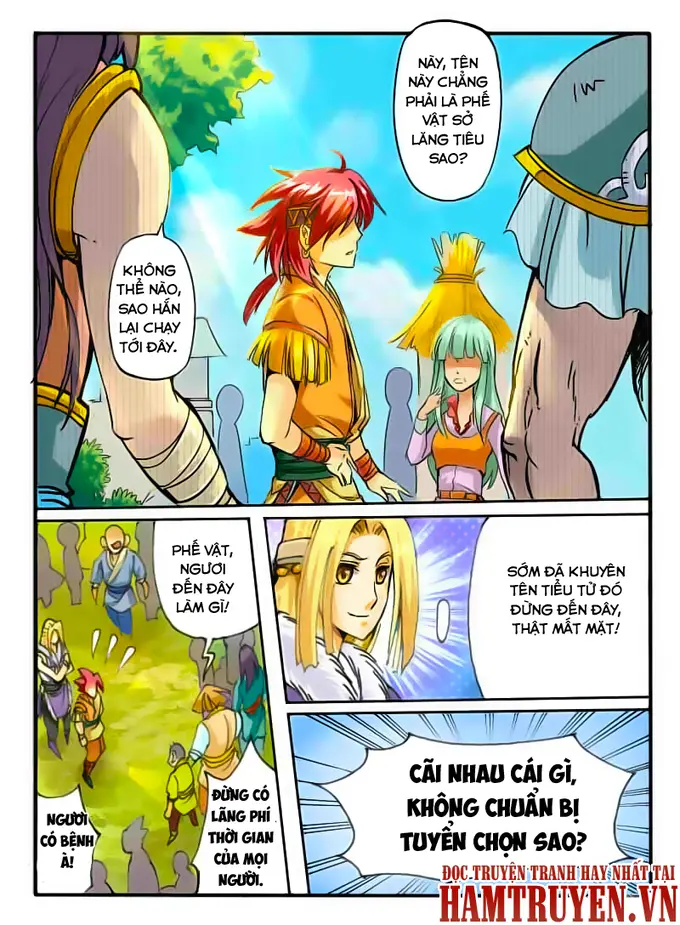 NÀY, TÊN
NÀY CHẲNG
PHẢI LÀ PHẾ
VẬT SỞ
LĂNG TIÊU
SAO?
KHÔNG
THỂ NÀO,
SAO HẮN
LẠI CHẠY
TỚI ĐÂY.
PHẾ VẬT,
NGƯƠI
ĐẾN ĐÂY
LÀM GÌ!
SỚM ĐÃ KHUYÊN
TÊN TIỂU TỬ ĐÓ
ĐỪNG ĐẾN ĐÂY,
THẬT MẤT MẶT!
NGƯƠI
CÓ BỆNH
À!
ĐỪNG CÓ
LÃNG PHÍ
THỜI GIAN
CỦA MỌI
NGƯỜI.
CÃI NHAU CÁI GÌ,
KHÔNG CHUẨN BỊ
TUYỂN CHỌN SAO?
ĐỌC TRUYỆN TRANH HAY NHẤT TẠI
HAMTRUYEN.VN